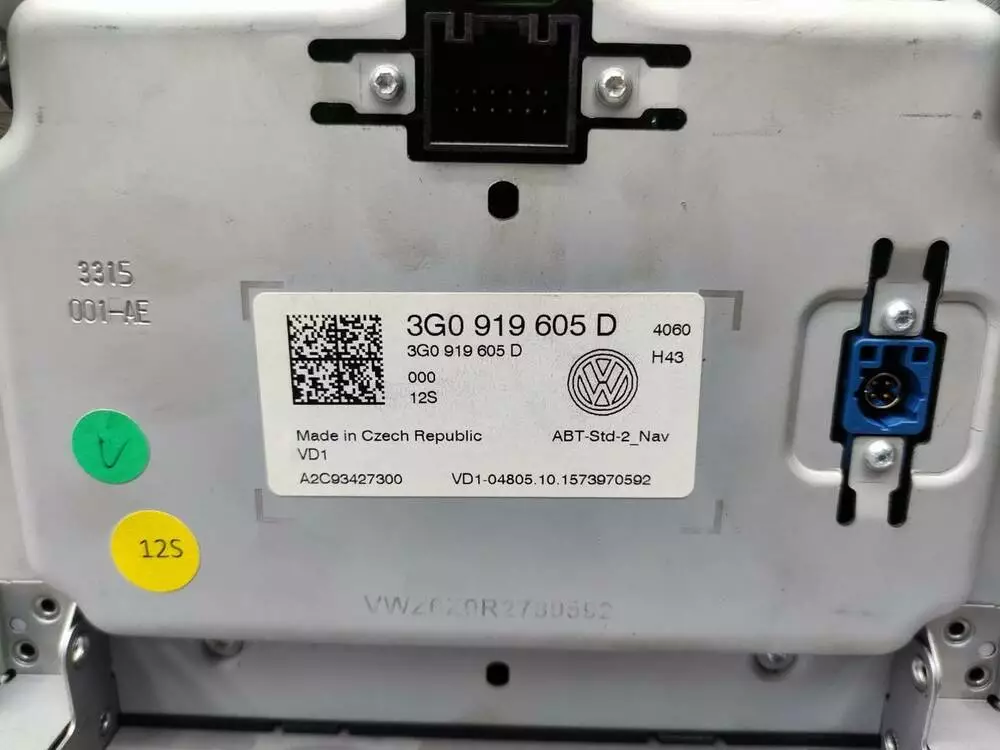 3315
001-AE
3G0 919 605 D
4060
3G0 919 605 D
H43
000
12S
Made in Czech Republic
ABT-Std-2_Nav
VD1
A2C93427300
VD1-04805.10.1573970592
12S